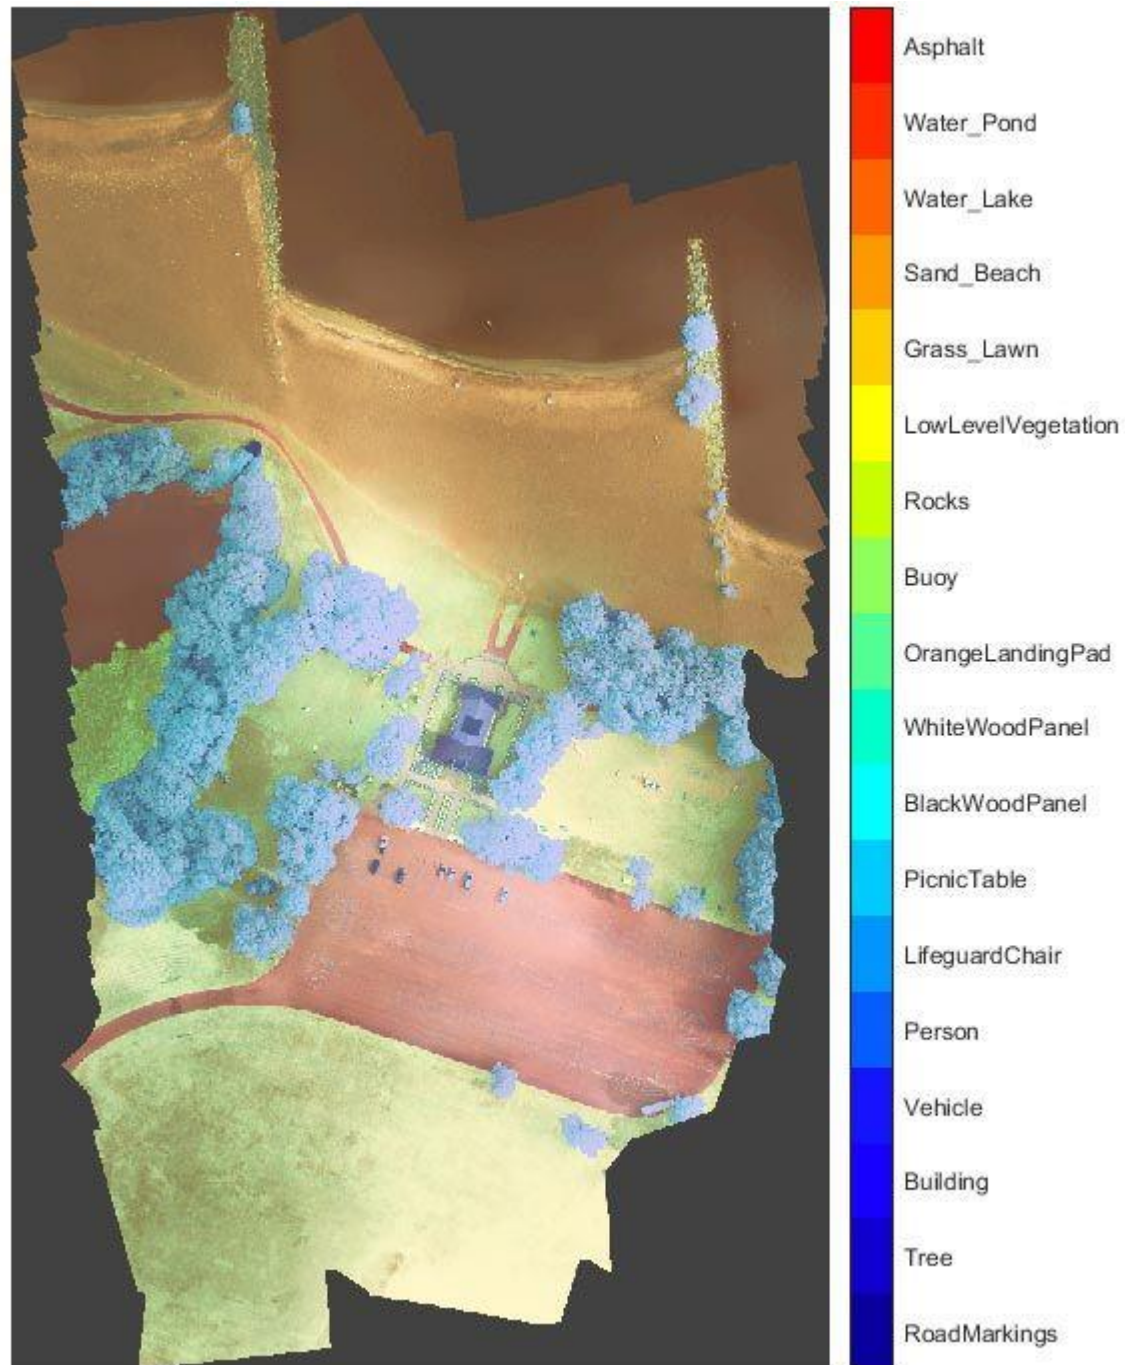 Asphalt
Water_Pond
Water_Lake
Sand_Beach
Grass_Lawn
LowLevelVegetation
Rocks
Buoy
OrangeLandingPad
WhiteWoodPanel
BlackWoodPanel
PicnicTable
LifeguardChair
Person
Vehicle
Building
Tree
RoadMarkings